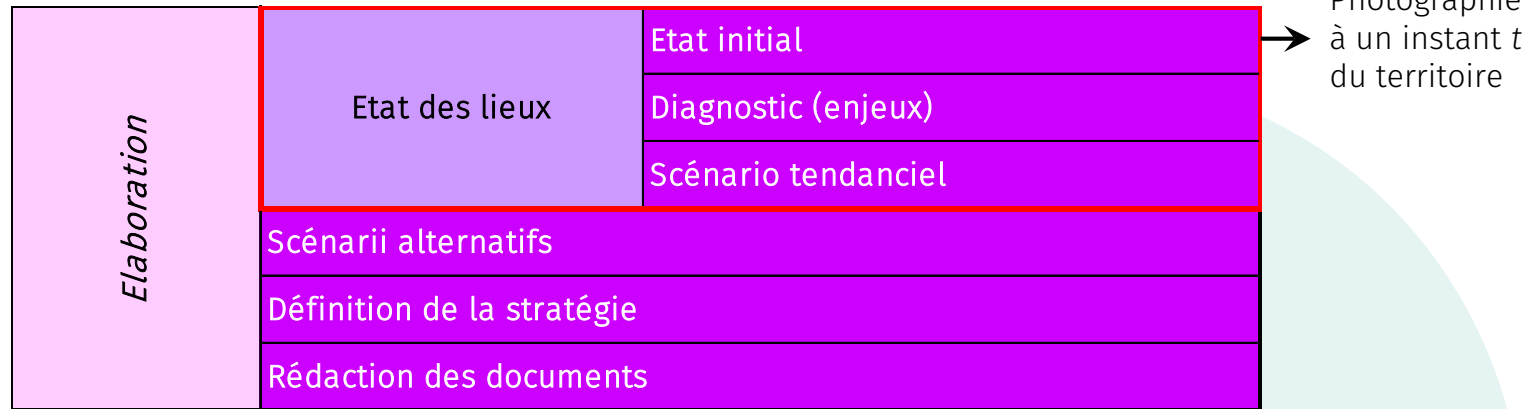 Elaboration
Etat des lieux
Etat initial
Diagnostic (enjeux)
Scénario tendanciel
Scénarii alternatifs
Définition de la stratégie
Rédaction des documents
Photographie
à un instant t
du territoire